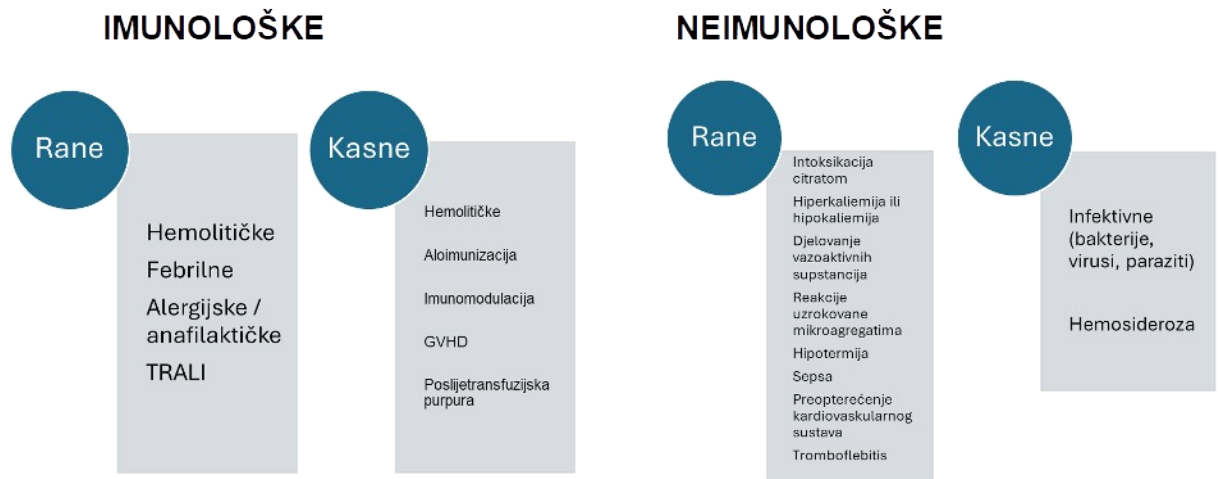 IMUNOLOŠKE
Rane
Hemolitičke
Febrilne
Alergijske /
anafilaktičke
TRALI
Kasne
Hemolitičke
Aloimunizacija
Imunomodulacija
GVHD
Poslijetransfuzijska
purpura
NEIMUNOLOŠKE
Rane
Intoksikacija
citratom
Hiperkaliemija ili
hipokaliemija
Djelovanje
vazoaktivnih
supstancija
Reakcije
uzrokovane
mikroagregatima
Hipotermija
Sepsa
Preopterećenje
kardiovaskularnog
sustava
Tromboflebitis
Kasne
Infektivne
(bakterije,
virusi, paraziti)
Hemosideroza